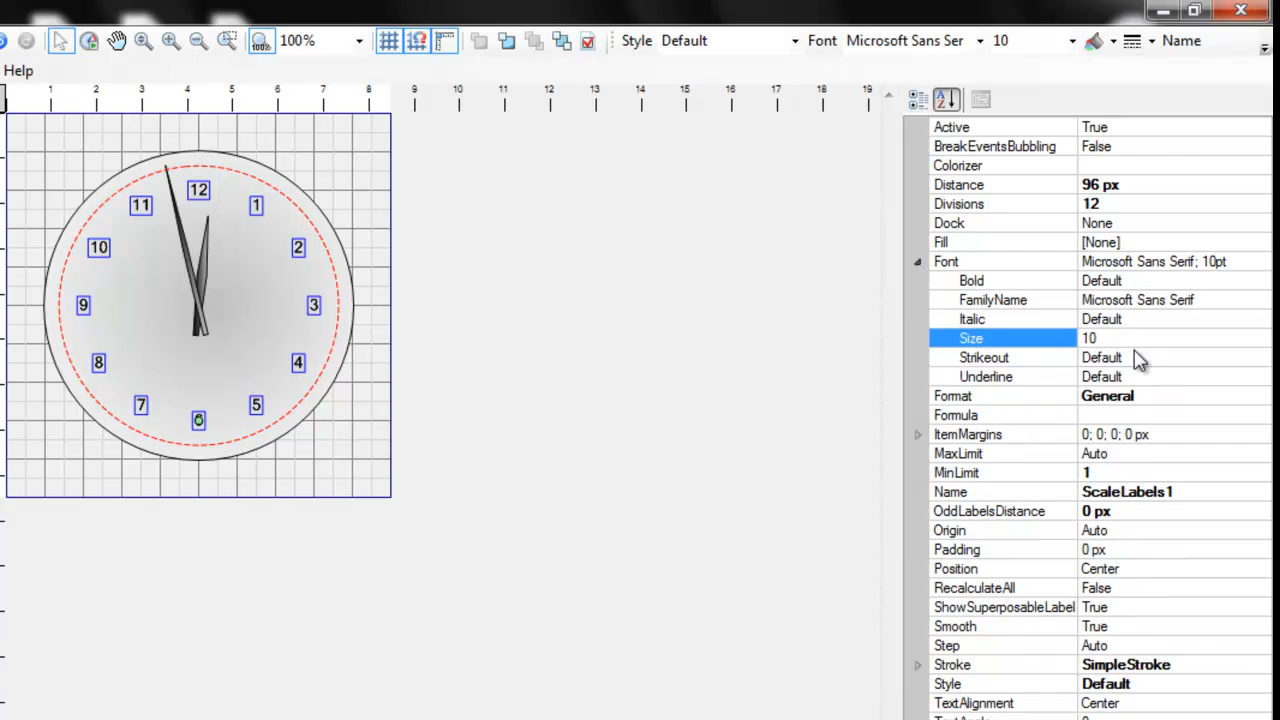 100%
Style Default
Font Microsoft Sans Ser
10
Name
Help
1 2 3 4 5 6 7 8 9 10 11 12 13 14 15 16 17 18 19
12
11
1
10
2
9
3
8
4
7
5
6
Active True
BreakEventsBubbling False
Colorizer
Distance 96 px
Divisions 12
Dock None
Fill [None]
Font Microsoft Sans Serif; 10pt
Bold Default
FamilyName Microsoft Sans Serif
Italic Default
Size 10
Strikeout Default
Underline Default
Format General
Formula
ItemMargins 0; 0; 0; 0 px
MaxLimit Auto
MinLimit 1
Name ScaleLabels1
OddLabelsDistance 0 px
Origin Auto
Padding 0 px
Position Center
RecalculateAll False
ShowSuperposableLabel True
Smooth True
Step Auto
Stroke SimpleStroke
Style Default
TextAlignment Center